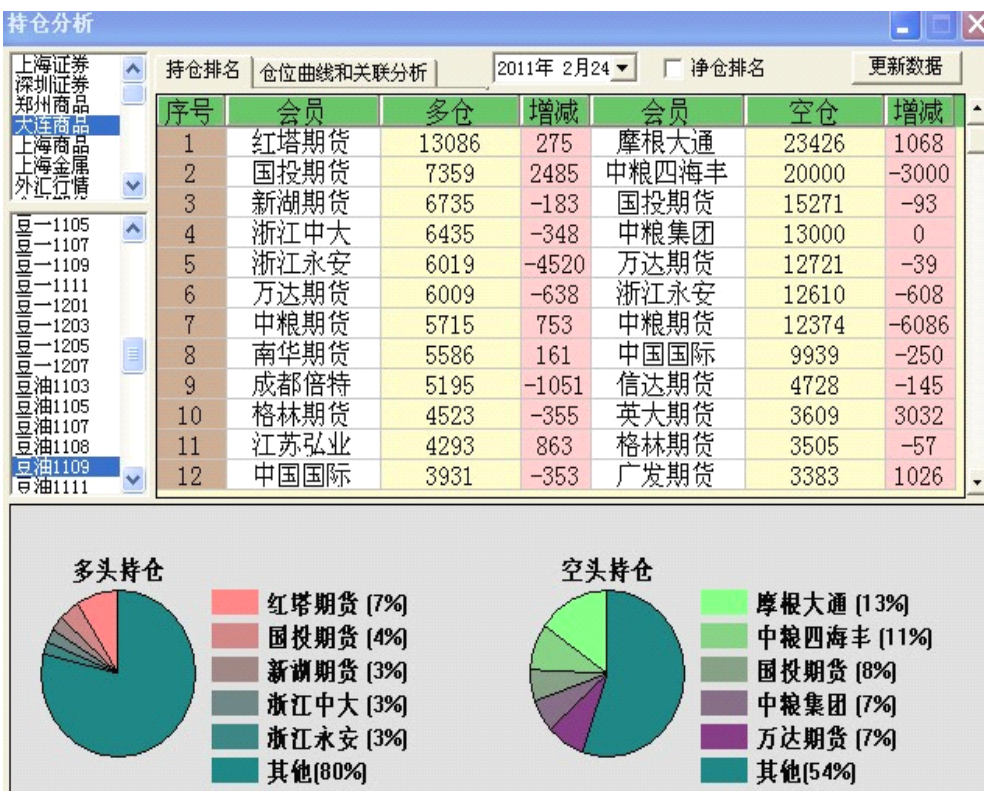 持仓分析
上海证券
深圳证券
郑州商品
大连商品
上海商品
上海金属
外汇行情
持仓排名 仓位曲线和关联分析 2011年 2月24 净仓排名 更新数据
序号 会员 多仓 增减 会员 空仓 增减
1 红塔期货 13086 275 摩根大通 23426 1068
2 国投期货 7359 2485 中粮四海丰 20000 -3000
3 新湖期货 6735 -183 国投期货 15271 -93
4 浙江中大 6435 -348 中粮集团 13000 0
5 浙江永安 6019 -4520 万达期货 12721 -39
6 万达期货 6009 -638 浙江永安 12610 -608
7 中粮期货 5715 753 中粮期货 12374 -6086
8 南华期货 5586 161 中国国际 9939 -250
9 成都倍特 5195 -1051 信达期货 4728 -145
10 格林期货 4523 -355 英大期货 3609 3032
11 江苏弘业 4293 863 格林期货 3505 -57
12 中国国际 3931 -353 广发期货 3383 1026
豆一1105
豆一1107
豆一1109
豆一1111
豆一1201
豆一1203
豆一1205
豆一1207
豆油1103
豆油1105
豆油1107
豆油1108
豆油1109
豆油1111
多头持仓
红塔期货 (7%)
国投期货 (4%)
新湖期货 (3%)
浙江中大 (3%)
浙江永安 (3%)
其他(80%)
空头持仓
摩根大通 (13%)
中粮四海丰 (11%)
国投期货 (8%)
中粮集团 (7%)
万达期货 (7%)
其他(54%)